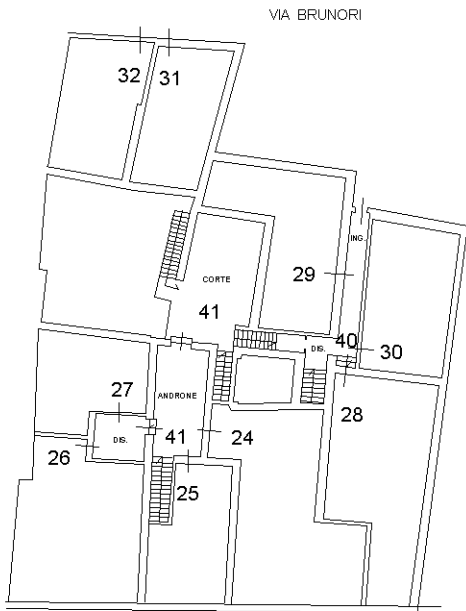 VIA BRUNORI
32
31
ING.
CORTE
29
41
40
DIS.
30
27
ANDRONE
28
DIS.
41
24
26
25